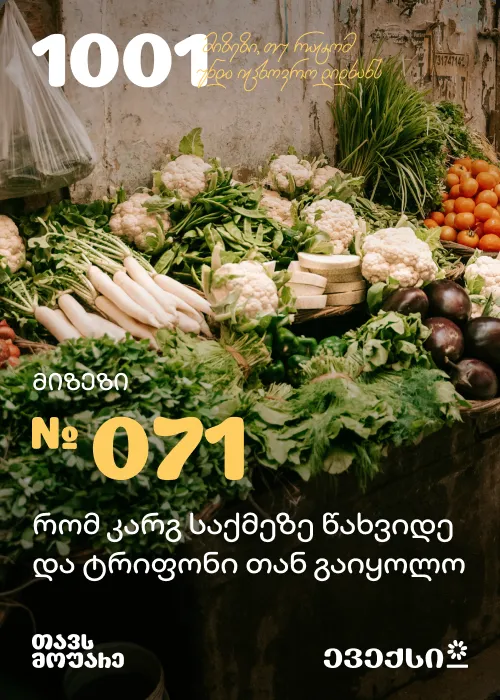 1001 მიზეზი, თუ რატომ
უნდა იცხოვრო დიდხანს
მიზეზი
№ 071
რომ კარგ საქმეზე წახვიდე
და ტრიფონი თან გაიყოლო
თავს
მოუარე
ევექსი